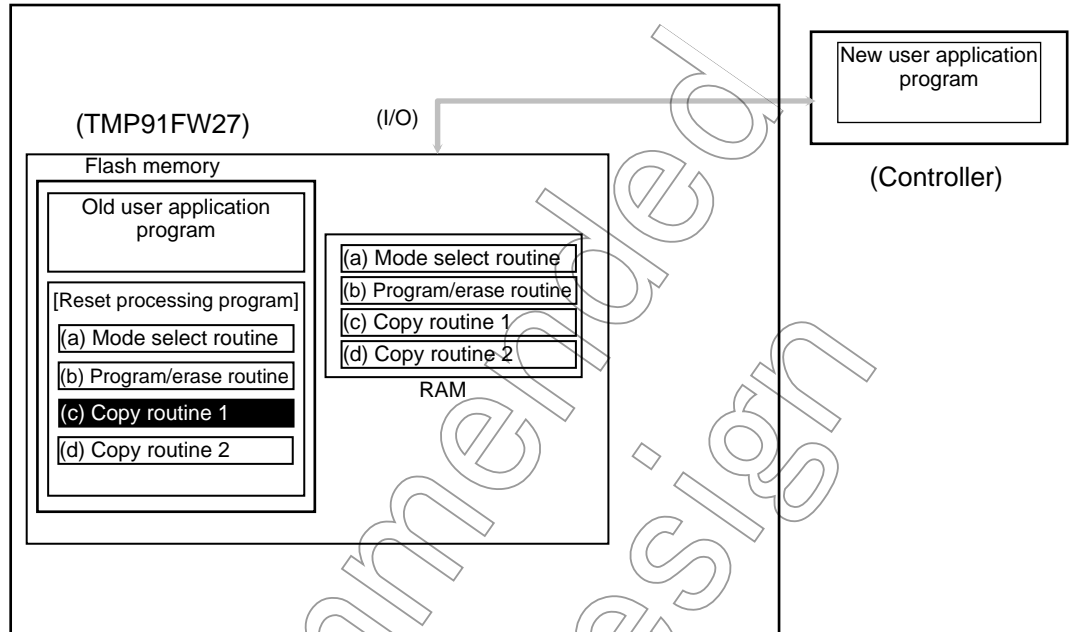 New user application
program
(Controller)
(I/O)
(TMP91FW27)
Flash memory
Old user application
program
[Reset processing program]
(a) Mode select routine
(b) Program/erase routine
(c) Copy routine 1
(d) Copy routine 2
(a) Mode select routine
(b) Program/erase routine
(c) Copy routine 1
(d) Copy routine 2
RAM
mmended
esign